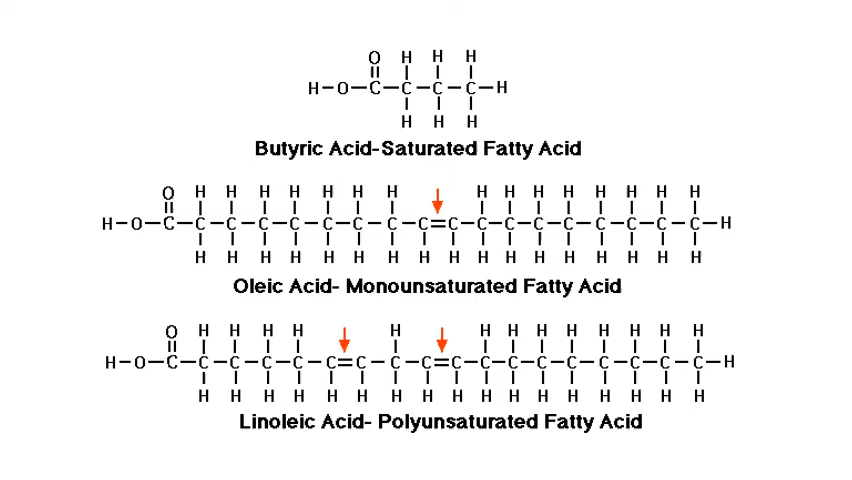 O H H H
H-O-C-C-C-C-H
H H H
Butyric Acid-Saturated Fatty Acid
O H H H H H H H H H H H H H H H
H-O-C-C-C-C-C-C-C-C-C=C-C-C-C-C-C-C-C-C-H
H H H H H H H H H H H H H H H H H
Oleic Acid- Monounsaturated Fatty Acid
O H H H H H H H H H H H H H
H-O-C-C-C-C-C-C=C-C-C=C-C-C-C-C-C-C-C-C-H
H H H H H H H H H H H H H H H H H
Linoleic Acid- Polyunsaturated Fatty Acid